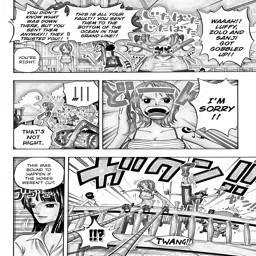 WAAAH!!
LUFFY,
ZOLO
AND
SANJI
GOT
GOBBLED
UP!!
THIS IS ALL
YOUR FAULT!!
YOU SENT
THEM TO THE
BOTTOM OF
THE OCEAN
IN THE
GRAND LINE!!
YOU DIDN'T
KNOW WHAT
WAS DOWN
THERE, BUT
YOU SENT THEM
ANYWAY!! THEY
TRUSTED
YOU!!
YOU'RE
RIGHT.
I'M
SORRY
!!
!!!
THAT'S
NOT
RIGHT.
!!?
TWANG!!
THIS WAS
BOUND TO
HAPPEN IF
THE HOSES
WEREN'T CUT.